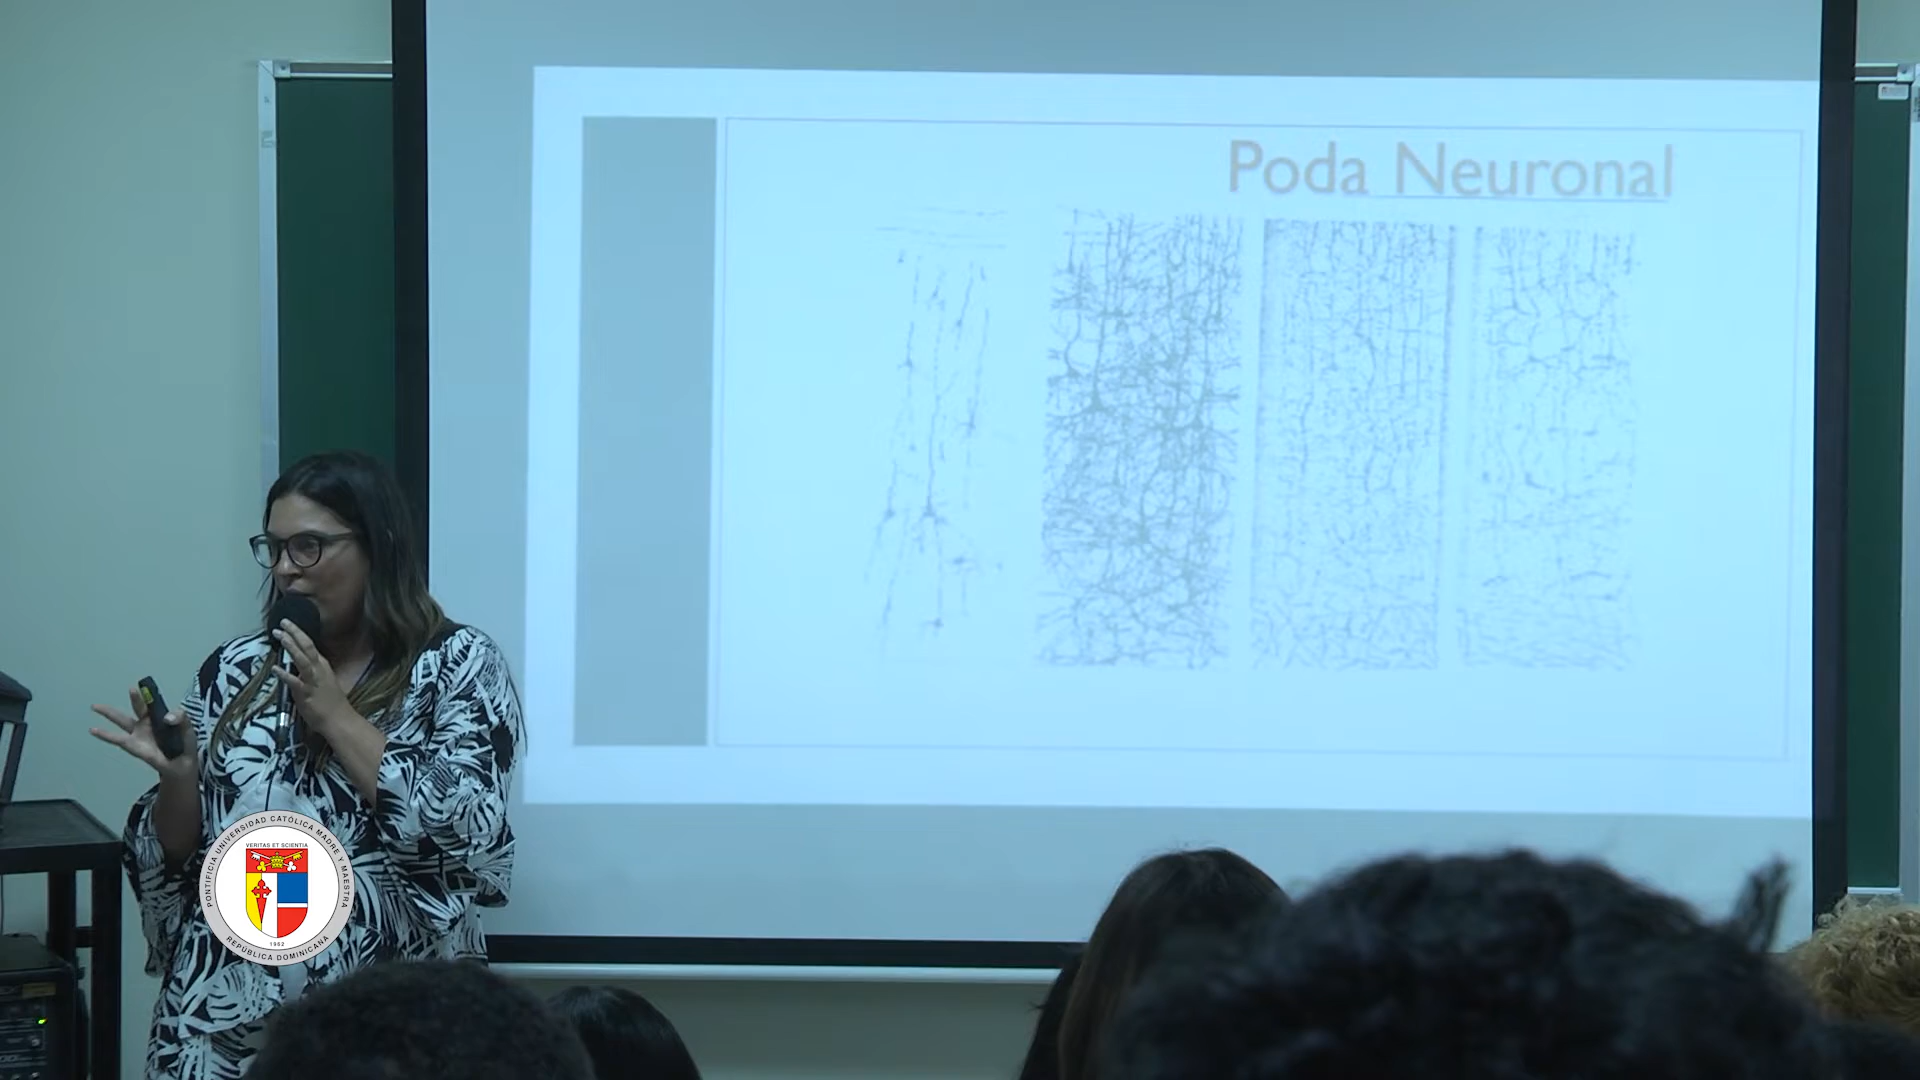 Poda Neuronal
PONTIFICIA UNIVERSIDAD CATÓLICA MADRE Y MAESTRA
VERITAS ET SCIENTIA
1962
REPÚBLICA DOMINICANA